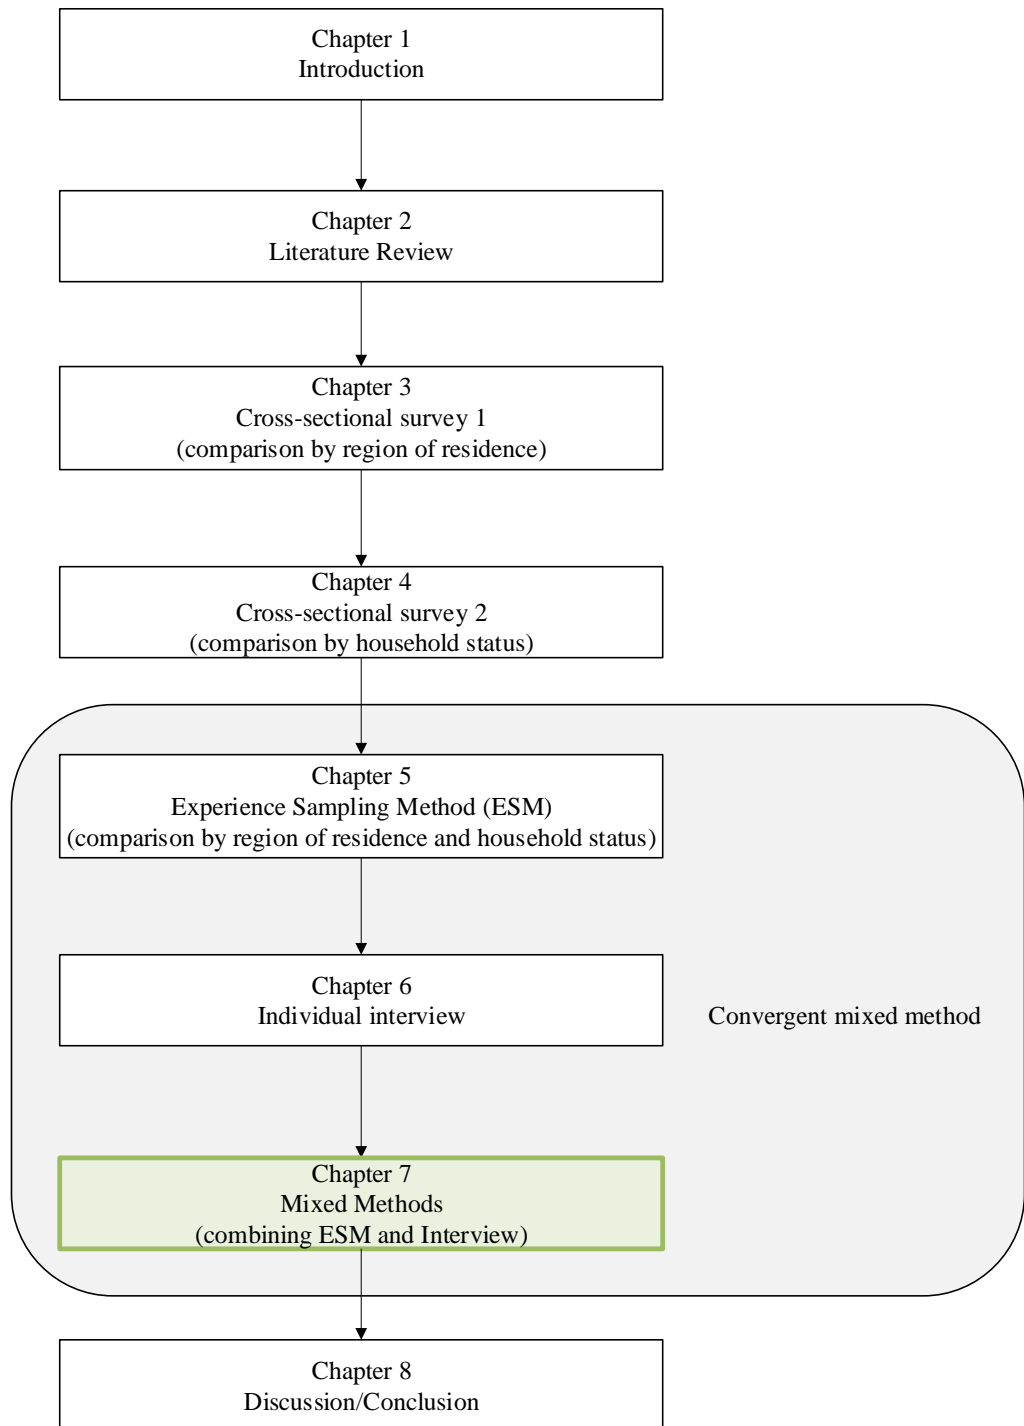 Chapter 1
Introduction
Chapter 2
Literature Review
Chapter 3
Cross-sectional survey 1
(comparison by region of residence)
Chapter 4
Cross-sectional survey 2
(comparison by household status)
Chapter 5
Experience Sampling Method (ESM)
(comparison by region of residence and household status)
Chapter 6
Individual interview
Convergent mixed method
Chapter 7
Mixed Methods
(combining ESM and Interview)
Chapter 8
Discussion/Conclusion